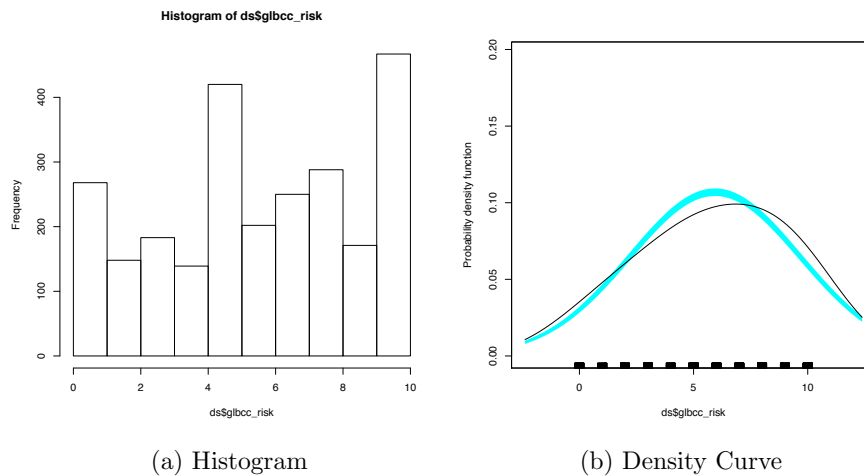 Histogram of ds$glbcc_risk
Frequency
400
300
200
100
0
0 2 4 6 8 10
ds$glbcc_risk
(a) Histogram
Probability density function
0.20
0.15
0.10
0.05
0.00
0 5 10
ds$glbcc_risk
(b) Density Curve